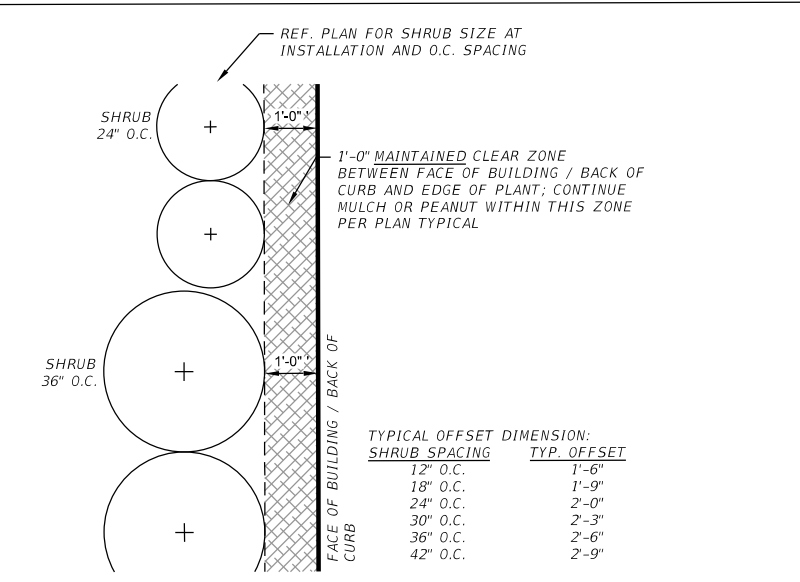 REF. PLAN FOR SHRUB SIZE AT
INSTALLATION AND O.C. SPACING
SHRUB
24" O.C.
1'-0"
1'-0" MAINTAINED CLEAR ZONE
BETWEEN FACE OF BUILDING / BACK OF
CURB AND EDGE OF PLANT; CONTINUE
MULCH OR PEANUT WITHIN THIS ZONE
PER PLAN TYPICAL
SHRUB
36" O.C.
1'-0"
FACE OF BUILDING / BACK OF
CURB
TYPICAL OFFSET DIMENSION:
SHRUB SPACING TYP. OFFSET
12" O.C. 1'-6"
18" O.C. 1'-9"
24" O.C. 2'-0"
30" O.C. 2'-3"
36" O.C. 2'-6"
42" O.C. 2'-9"